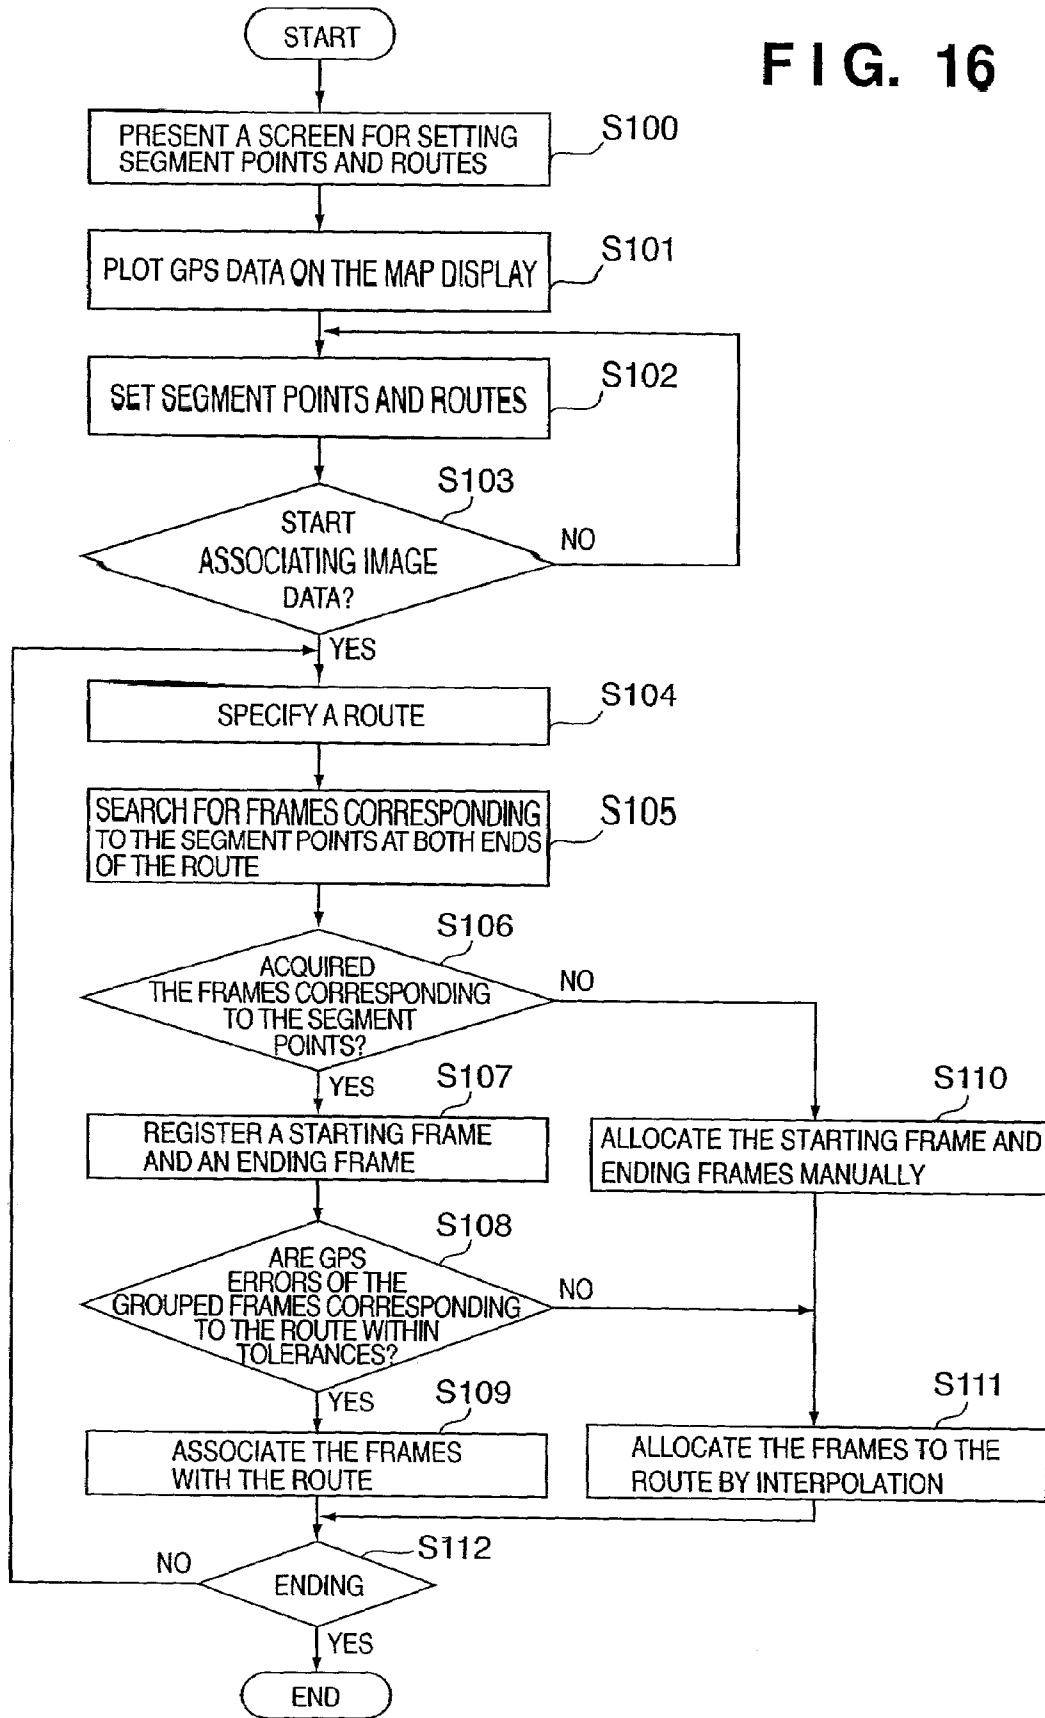 START
FIG. 16
S100
PRESENT A SCREEN FOR SETTING
SEGMENT POINTS AND ROUTES
S101
PLOT GPS DATA ON THE MAP DISPLAY
S102
SET SEGMENT POINTS AND ROUTES
S103
START
ASSOCIATING IMAGE
DATA?
NO
YES
S104
SPECIFY A ROUTE
S105
SEARCH FOR FRAMES CORRESPONDING
TO THE SEGMENT POINTS AT BOTH ENDS
OF THE ROUTE
S106
ACQUIRED
THE FRAMES CORRESPONDING
TO THE SEGMENT
POINTS?
NO
YES
S107
REGISTER A STARTING FRAME
AND AN ENDING FRAME
S110
ALLOCATE THE STARTING FRAME AND
ENDING FRAMES MANUALLY
S108
ARE GPS
ERRORS OF THE
GROUPED FRAMES CORRESPONDING
TO THE ROUTE WITHIN
TOLERANCES?
NO
YES
S109
ASSOCIATE THE FRAMES
WITH THE ROUTE
S111
ALLOCATE THE FRAMES TO THE
ROUTE BY INTERPOLATION
S112
NO
ENDING
YES
END